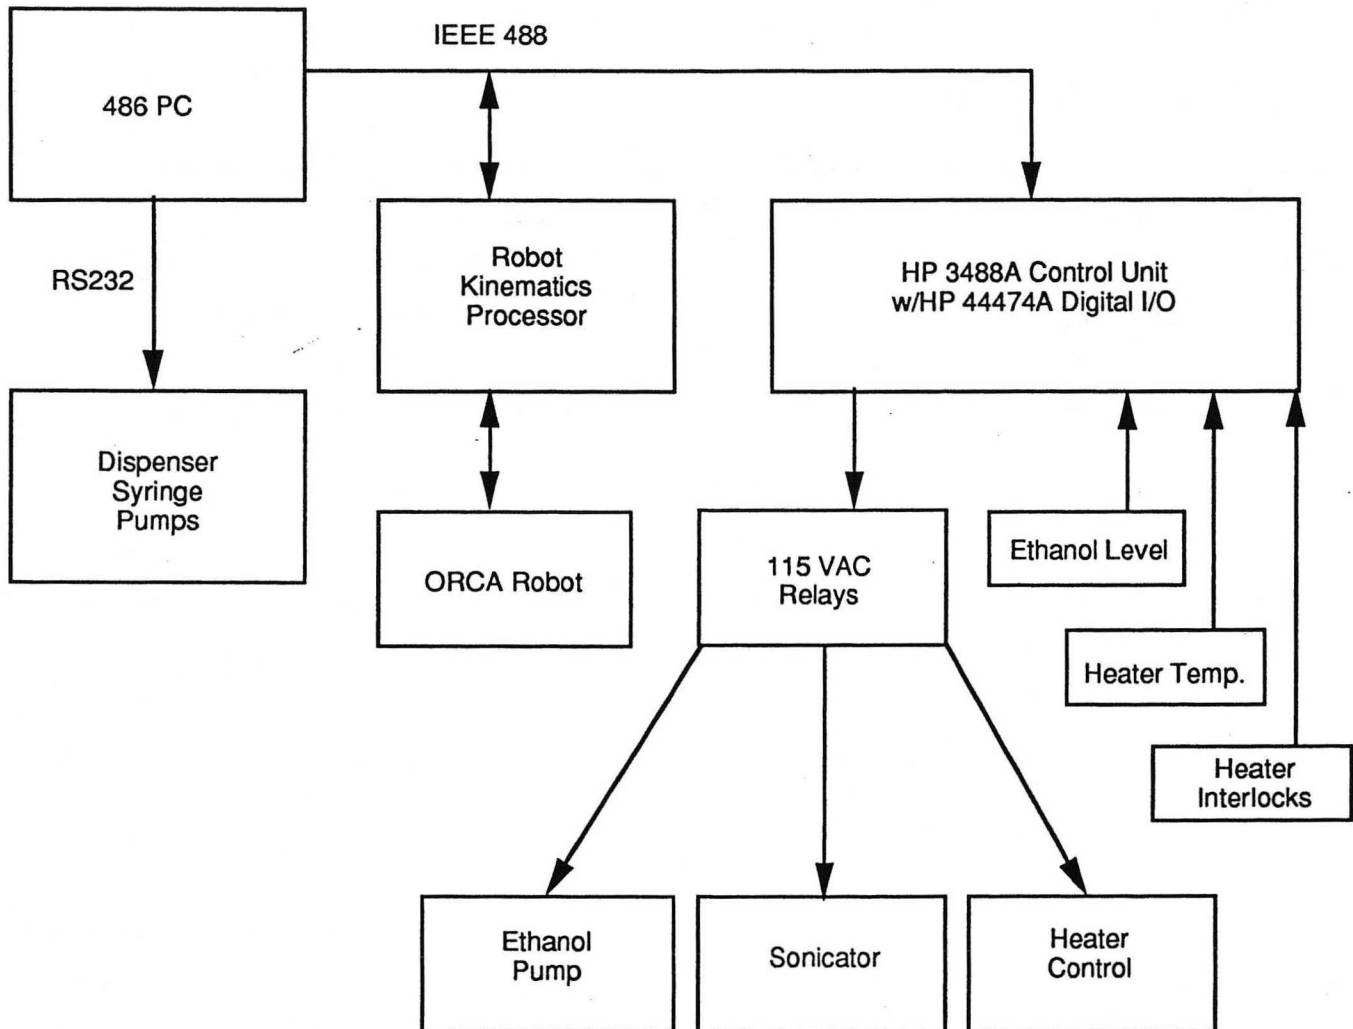 IEEE 488
486 PC
RS232
Robot
Kinematics
Processor
HP 3488A Control Unit
w/HP 44474A Digital I/O
Dispenser
Syringe
Pumps
ORCA Robot
115 VAC
Relays
Ethanol Level
Heater Temp.
Heater
Interlocks
Ethanol
Pump
Sonicator
Heater
Control